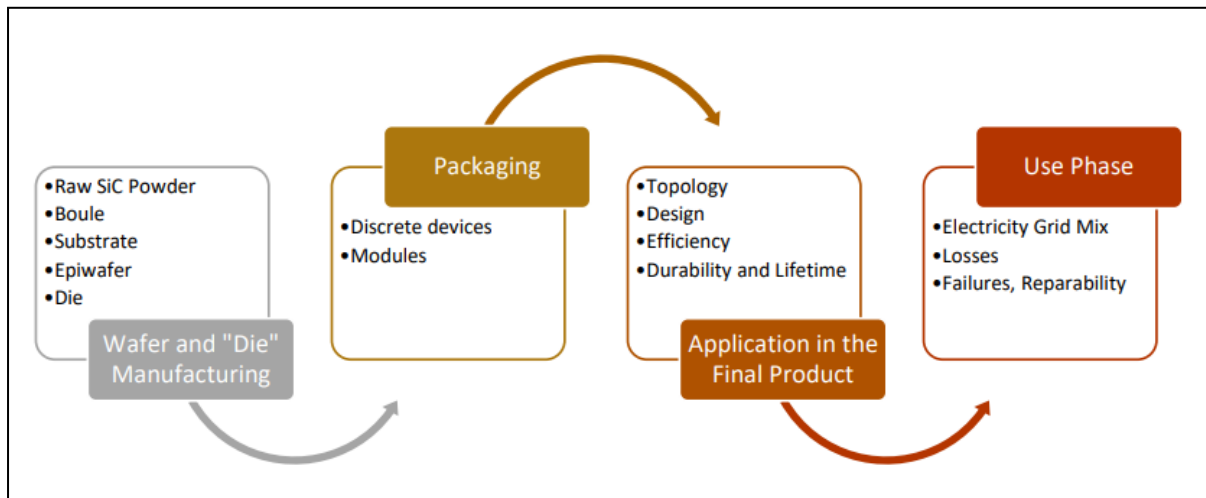 •Raw SiC Powder
•Boule
•Substrate
•Epiwafer
•Die
Wafer and "Die"
Manufacturing
Packaging
•Discrete devices
•Modules
•Topology
•Design
•Efficiency
•Durability and Lifetime
Application in the
Final Product
Use Phase
•Electricity Grid Mix
•Losses
•Failures, Reparability